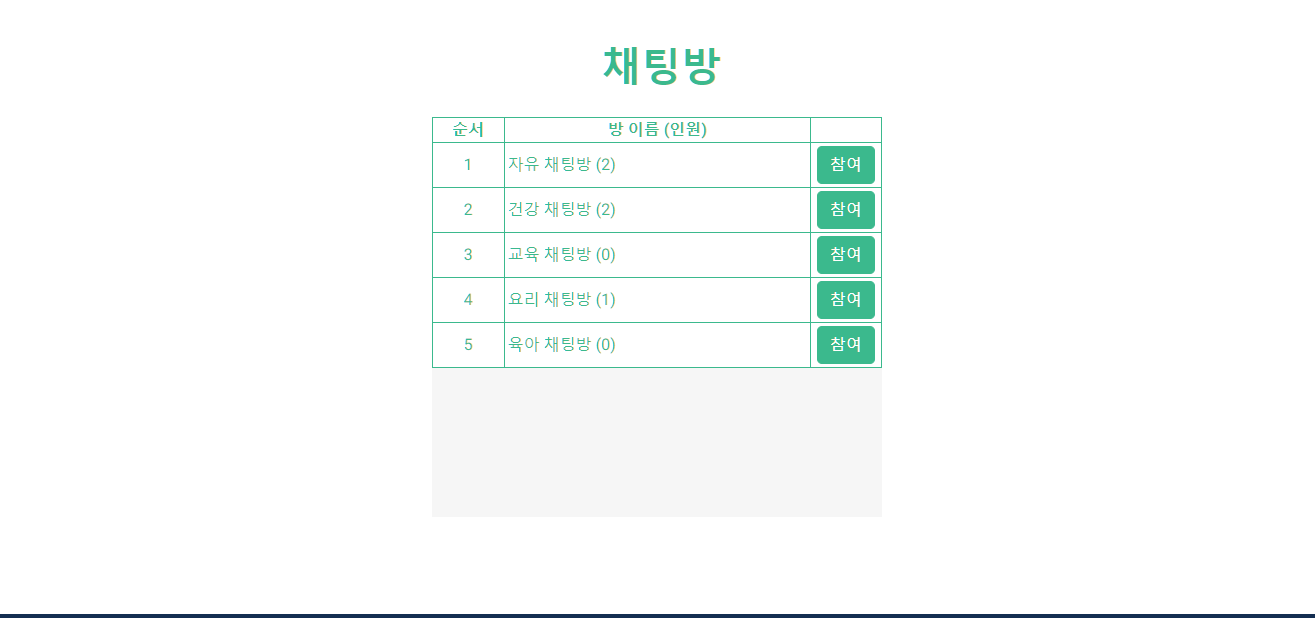 채팅방
순서 방 이름 (인원)
1 자유 채팅방 (2) 참여
2 건강 채팅방 (2) 참여
3 교육 채팅방 (0) 참여
4 요리 채팅방 (1) 참여
5 육아 채팅방 (0) 참여